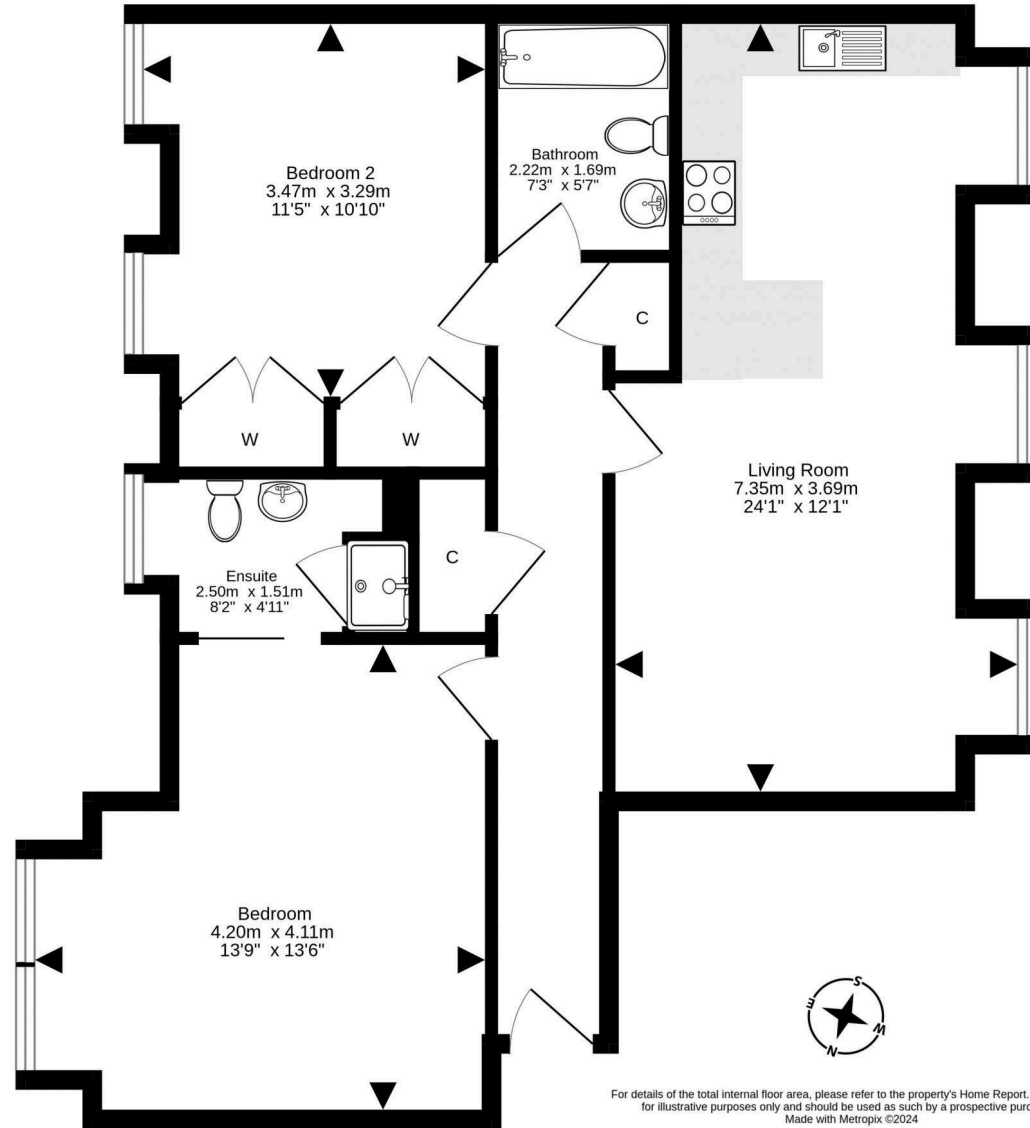 Bedroom 2
3.47m x 3.29m
11'5" x 10'10"
Bathroom
2.22m x 1.69m
7'3" x 5'7"
C
W
W
Living Room
7.35m x 3.69m
24'1" x 12'1"
C
Ensuite
2.50m x 1.51m
8'2" x 4'11"
Bedroom
4.20m x 4.11m
13'9" x 13'6"
S
E
W
N
For details of the total internal floor area, please refer to the property's Home Report.
for illustrative purposes only and should be used as such by a prospective
Made with Metropix ©2024